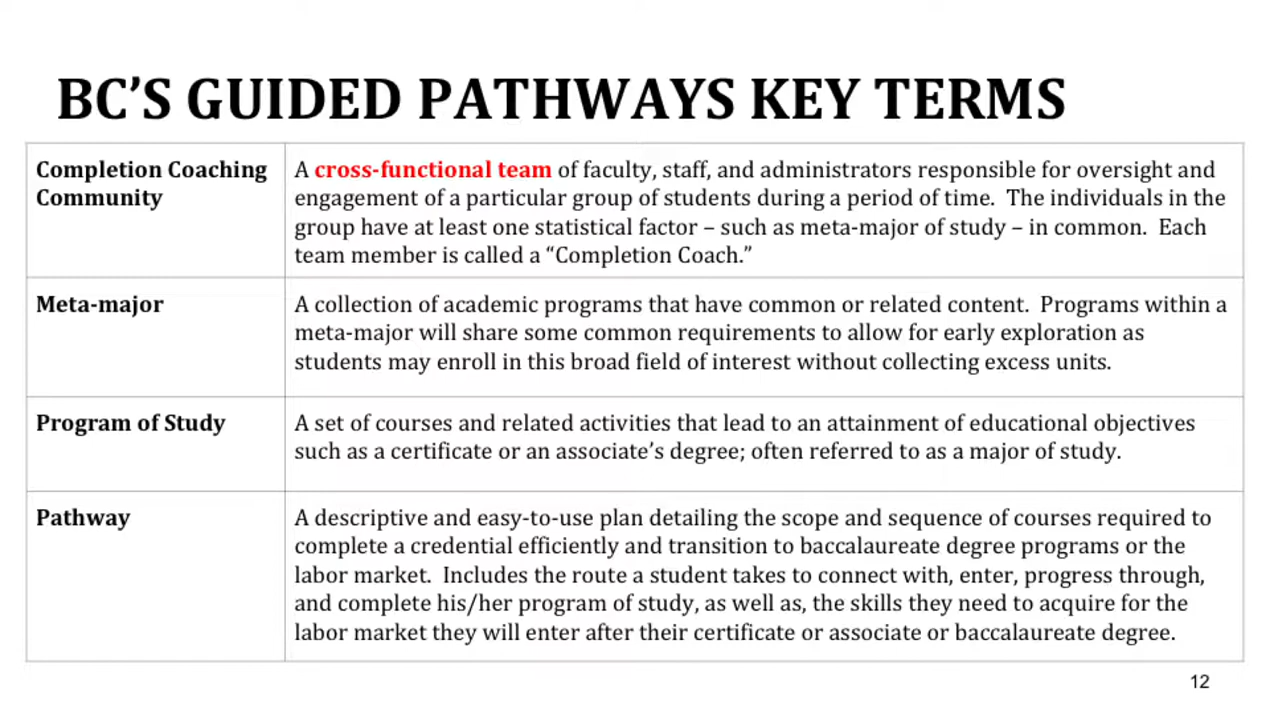 BC’S GUIDED PATHWAYS KEY TERMS
Completion Coaching
Community
A cross-functional team of faculty, staff, and administrators responsible for oversight and
engagement of a particular group of students during a period of time.  The individuals in the
group have at least one statistical factor – such as meta-major of study – in common.  Each
team member is called a “Completion Coach.”
Meta-major
A collection of academic programs that have common or related content.  Programs within a
meta-major will share some common requirements to allow for early exploration as
students may enroll in this broad field of interest without collecting excess units.
Program of Study
A set of courses and related activities that lead to an attainment of educational objectives
such as a certificate or an associate’s degree; often referred to as a major of study.
Pathway
A descriptive and easy-to-use plan detailing the scope and sequence of courses required to
complete a credential efficiently and transition to baccalaureate degree programs or the
labor market.  Includes the route a student takes to connect with, enter, progress through,
and complete his/her program of study, as well as, the skills they need to acquire for the
labor market they will enter after their certificate or associate or baccalaureate degree.
12